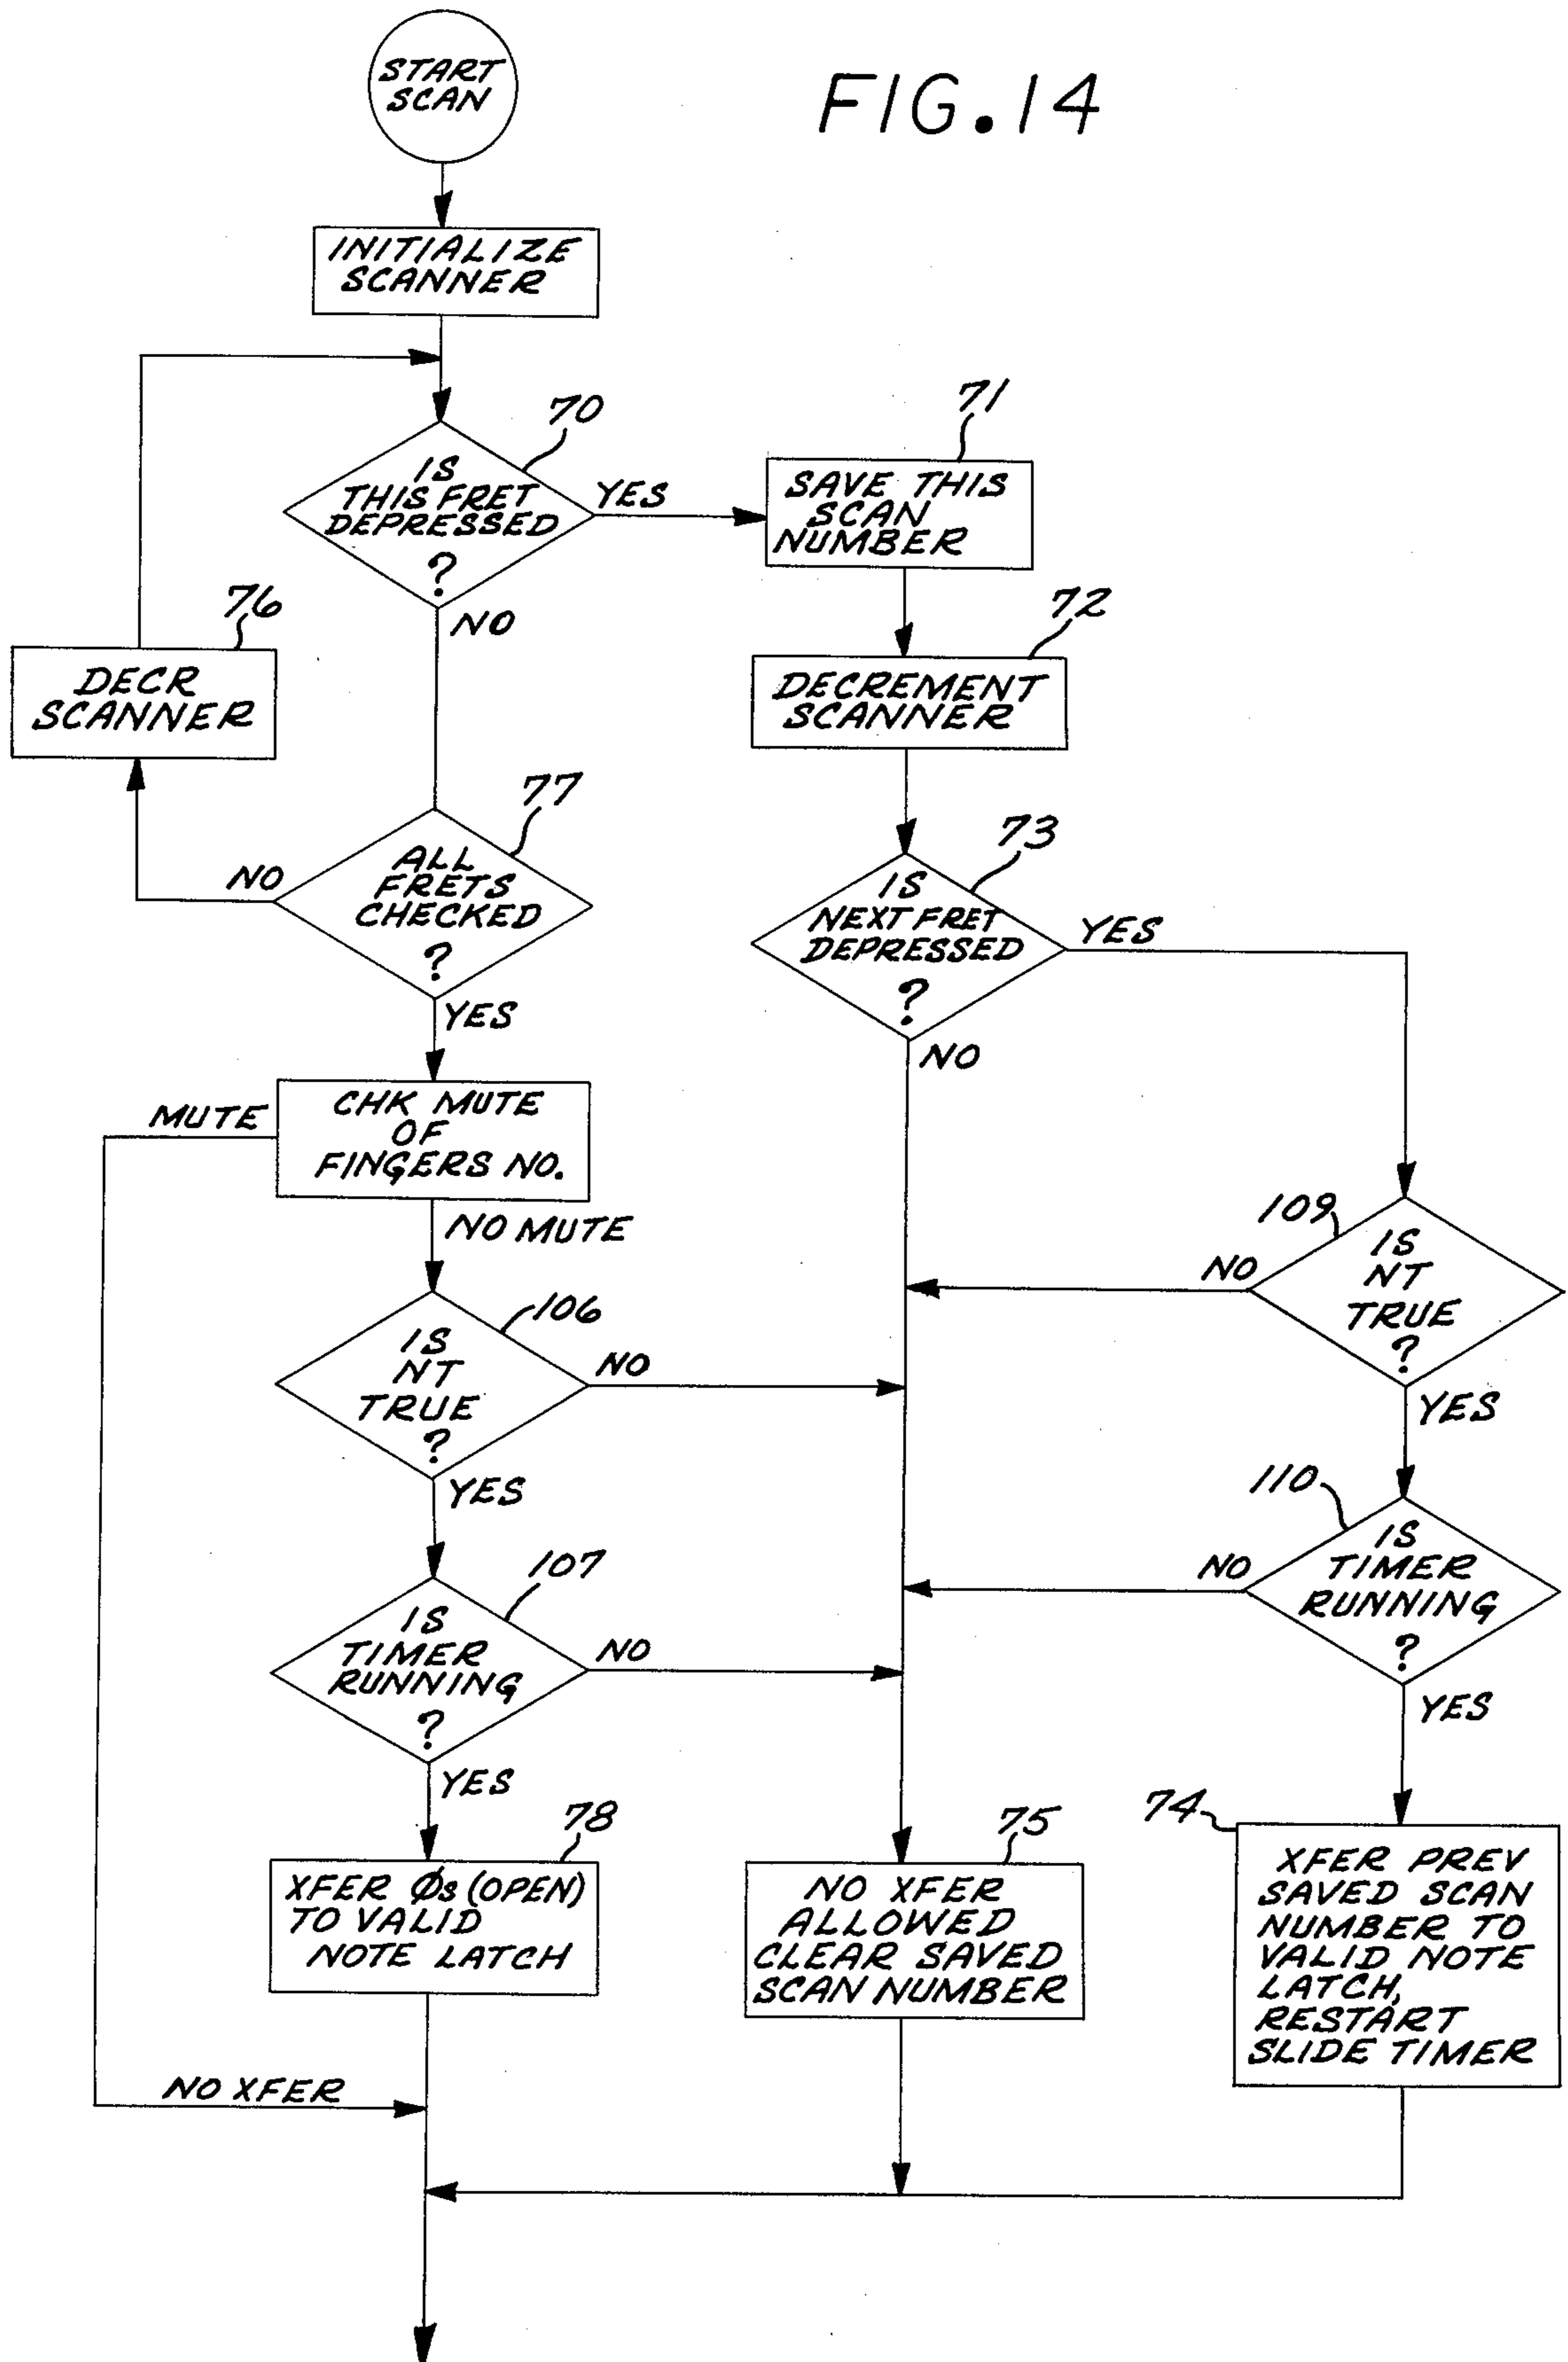 START
SCAN
FIG. 14
INITIALIZE
SCANNER
70
IS
THIS FRET
DEPRESSED
?
YES
NO
71
SAVE THIS
SCAN
NUMBER
76
DECR
SCANNER
72
DECREMENT
SCANNER
77
ALL
FRETS
CHECKED
?
NO
YES
73
IS
NEXT FRET
DEPRESSED
?
YES
NO
CHK MUTE
OF
FINGERS NO.
MUTE
NO MUTE
109
IS
NT
TRUE
?
NO
YES
106
IS
NT
TRUE
?
NO
YES
110
IS
TIMER
RUNNING
?
NO
YES
107
IS
TIMER
RUNNING
?
NO
YES
78
XFER Øs (OPEN)
TO VALID
NOTE LATCH
75
NO XFER
ALLOWED
CLEAR SAVED
SCAN NUMBER
74
XFER PREV
SAVED SCAN
NUMBER TO
VALID NOTE
LATCH,
RESTART
SLIDE TIMER
NO XFER